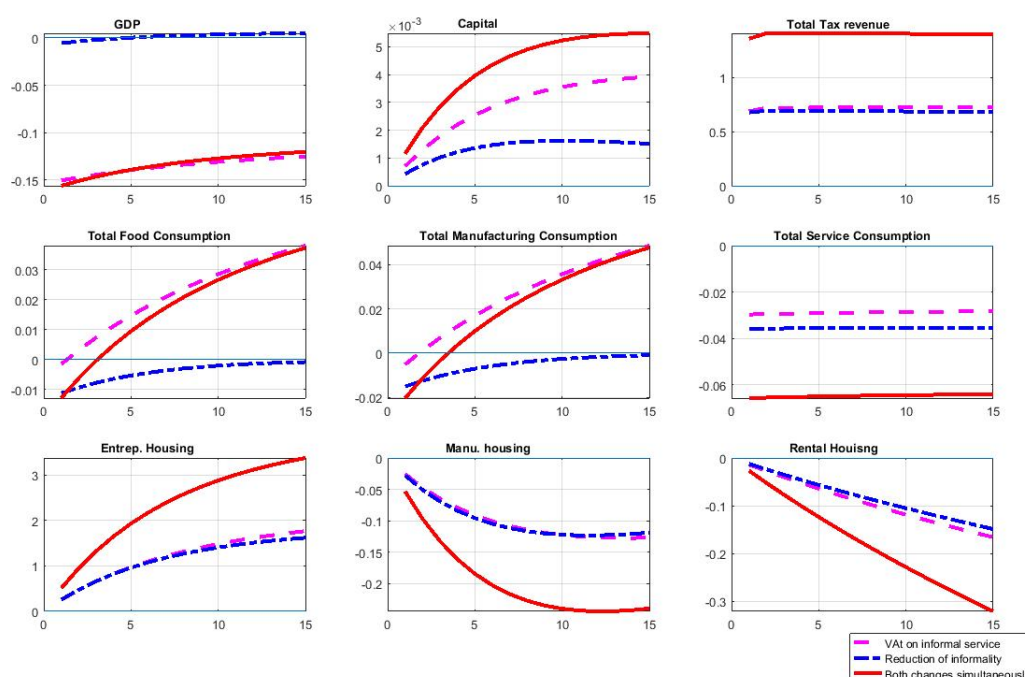 GDP
0
-0.05
-0.1
-0.15
0 5 10 15
×10⁻³ Capital
5
4
3
2
1
0
0 5 10 15
Total Tax revenue
1
0.5
0
0 5 10 15
Total Food Consumption
0.03
0.02
0.01
0
-0.01
0 5 10 15
Total Manufacturing Consumption
0.04
0.02
0
-0.02
0 5 10 15
Total Service Consumption
0
-0.02
-0.04
-0.06
0 5 10 15
Entrep. Housing
3
2
1
0
0 5 10 15
Manu. housing
0
-0.05
-0.1
-0.15
-0.2
0 5 10 15
Rental Houisng
0
-0.1
-0.2
-0.3
0 5 10 15
VAt on informal service
Reduction of informality
Both changes simultaneousl